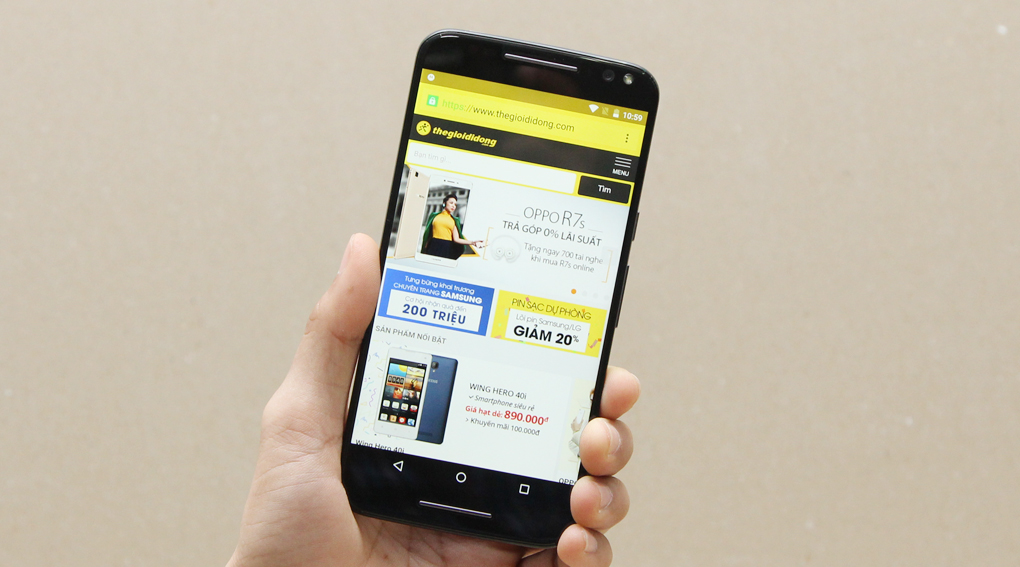 10:59
https://www.thegioididong.com
thegioididong
MENU
Bạn tìm gì
Tìm
OPPO R7s
TRẢ GÓP 0% LÃI SUẤT
Tặng ngay 700 tai nghe
khi mua R7s online
Tưng bừng khai trương
CHUYÊN TRANG SAMSUNG
Cơ hội nhận quà đến
200 TRIỆU
PIN SẠC DỰ PHÒNG
Lõi pin Samsung/LG
GIẢM 20%
SẢN PHẨM NỔI BẬT
WING HERO 40i
Smartphone siêu rẻ
Giá hạt dẻ: 890.000đ
> Khuyến mãi 100.000đ
Wing Hero 40i
OPPO